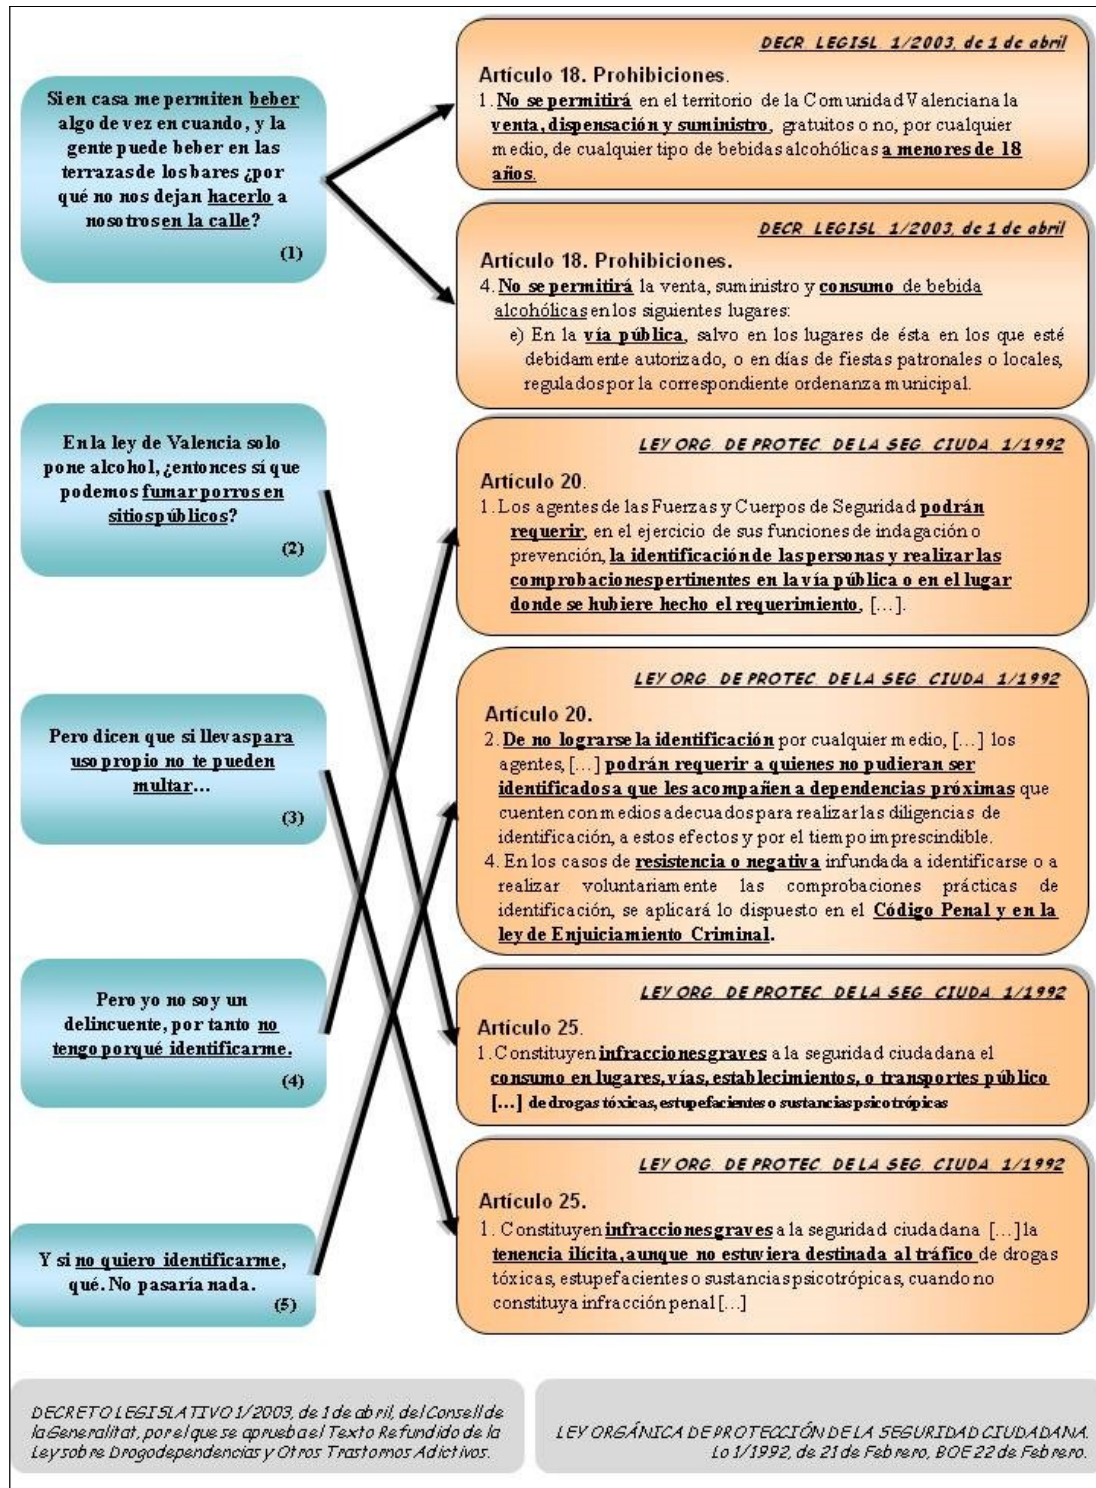 Si en casa me permiten beber
algo de vez en cuando, y la
gente puede beber en las
terrazas de los bares ¿por
qué no nos dejan hacerlo a
nosotros en la calle?
(1)
DECR. LEGISL. 1/2003, de 1 de abril
Artículo 18. Prohibiciones.
1. No se permitirá en el territorio de la Comunidad Valenciana la
venta, dispensación y suministro, gratuitos o no, por cualquier
medio, de cualquier tipo de bebidas alcohólicas a menores de 18
años.
DECR. LEGISL. 1/2003, de 1 de abril
Artículo 18. Prohibiciones.
4. No se permitirá la venta, suministro y consumo de bebida
alcohólicas en los siguientes lugares:
e) En la vía pública, salvo en los lugares de ésta en los que esté
debidamente autorizado, o en días de fiestas patronales o locales,
regulados por la correspondiente ordenanza municipal.
En la ley de Valencia solo
pone alcohol, ¿entonces sí que
podemos fumar porros en
sitios públicos?
(2)
LEY ORG. DE PROTEC. DE LA SEG. CIUDA. 1/1992
Artículo 20.
1. Los agentes de las Fuerzas y Cuerpos de Seguridad podrán
requerir, en el ejercicio de sus funciones de indagación o
prevención, la identificación de las personas y realizar las
comprobaciones pertinentes en la vía pública o en el lugar
donde se hubiere hecho el requerimiento, [...].
Pero dicen que si llevas para
uso propio no te pueden
multar...
(3)
LEY ORG. DE PROTEC. DE LA SEG. CIUDA. 1/1992
Artículo 20.
2. De no lograrse la identificación por cualquier medio, [...] los
agentes, [...] podrán requerir a quienes no pudieran ser
identificados a que les acompañen a dependencias próximas que
cuenten con medios adecuados para realizar las diligencias de
identificación, a estos efectos y por el tiempo imprescindible.
4. En los casos de resistencia o negativa infundada a identificarse o a
realizar voluntariamente las comprobaciones prácticas de
identificación, se aplicará lo dispuesto en el Código Penal y en la
ley de Enjuiciamiento Criminal.
Pero yo no soy un
delincuente, por tanto no
tengo porqué identificarme.
(4)
LEY ORG. DE PROTEC. DE LA SEG. CIUDA. 1/1992
Artículo 25.
1. Constituyen infracciones graves a la seguridad ciudadana el
consumo en lugares, vías, establecimientos, o transportes público
[...] de drogas tóxicas, estupefacientes o sustancias psicotrópicas
Y si no quiero identificarme,
qué. No pasaría nada.
(5)
LEY ORG. DE PROTEC. DE LA SEG. CIUDA. 1/1992
Artículo 25.
1. Constituyen infracciones graves a la seguridad ciudadana [...] la
tenencia ilícita, aunque no estuviera destinada al tráfico de drogas
tóxicas, estupefacientes o sustancias psicotrópicas, cuando no
constituya infracción penal [...]
DECRETO LEGISLATIVO 1/2003, de 1 de abril, del Consell de
la Generalitat, por el que se aprueba el Texto Refundido de la
Ley sobre Drogodependencias y Otros Trastornos Adictivos.
LEY ORGÁNICA DE PROTECCIÓN DE LA SEGURIDAD CIUDADANA.
Lo 1/1992, de 21 de Febrero, BOE 22 de Febrero.